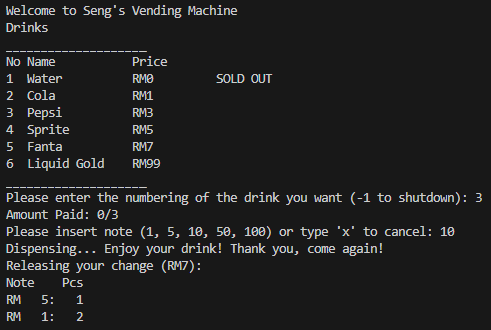 Welcome to Seng's Vending Machine
Drinks
____________________
No Name           Price
1  Water          RM0         SOLD OUT
2  Cola           RM1
3  Pepsi          RM3
4  Sprite         RM5
5  Fanta          RM7
6  Liquid Gold    RM99
____________________
Please enter the numbering of the drink you want (-1 to shutdown): 3
Amount Paid: 0/3
Please insert note (1, 5, 10, 50, 100) or type 'x' to cancel: 10
Dispensing... Enjoy your drink! Thank you, come again!
Releasing your change (RM7):
Note    Pcs
RM   5:   1
RM   1:   2